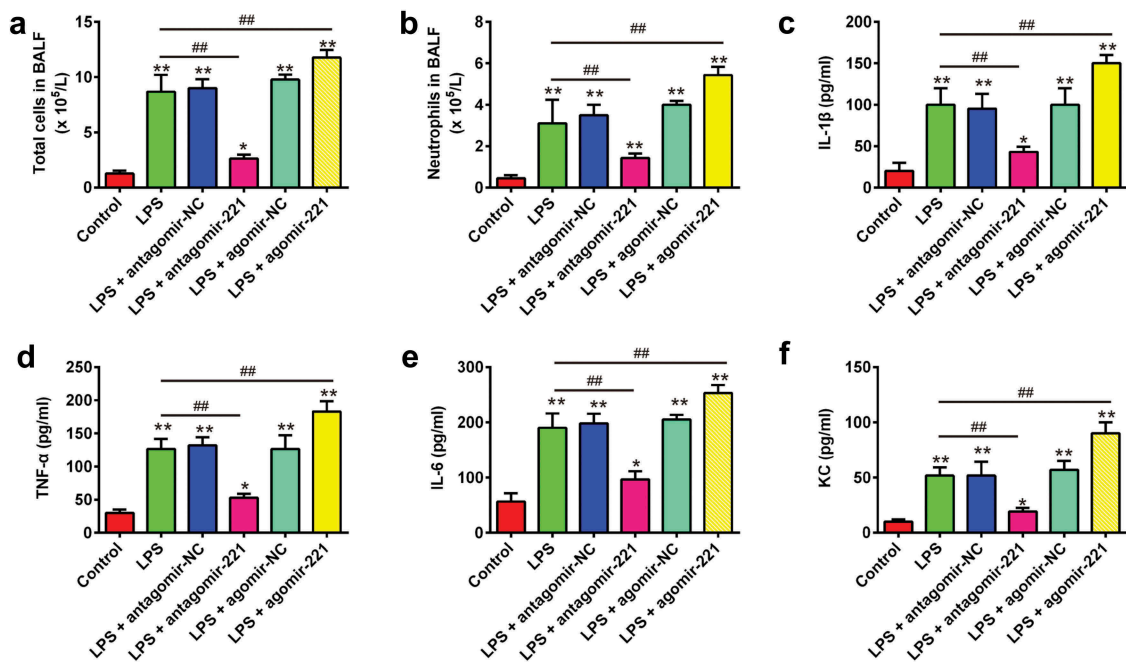 a
Total cells in BALF
(x 10⁵/L)
15
10
5
0
##
##
**
**
*
**
**
Control
LPS
LPS + antagomir-NC
LPS + antagomir-221
LPS + agomir-NC
LPS + agomir-221
b
Neutrophils in BALF
(x 10⁵/L)
8
6
4
2
0
##
##
**
**
**
**
**
Control
LPS
LPS + antagomir-NC
LPS + antagomir-221
LPS + agomir-NC
LPS + agomir-221
c
IL-1β (pg/ml)
200
150
100
50
0
##
##
**
**
*
**
**
Control
LPS
LPS + antagomir-NC
LPS + antagomir-221
LPS + agomir-NC
LPS + agomir-221
d
TNF-α (pg/ml)
250
200
150
100
50
0
##
##
**
**
*
**
**
Control
LPS
LPS + antagomir-NC
LPS + antagomir-221
LPS + agomir-NC
LPS + agomir-221
e
IL-6 (pg/ml)
300
200
100
0
##
##
**
**
*
**
**
Control
LPS
LPS + antagomir-NC
LPS + antagomir-221
LPS + agomir-NC
LPS + agomir-221
f
KC (pg/ml)
150
100
50
0
##
##
**
**
*
**
**
Control
LPS
LPS + antagomir-NC
LPS + antagomir-221
LPS + agomir-NC
LPS + agomir-221